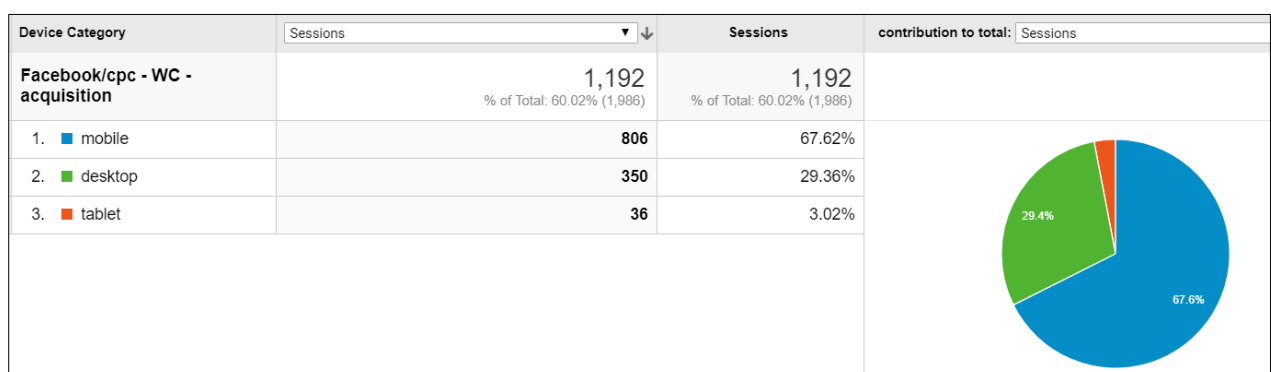 Device Category Sessions ▼ Sessions contribution to total: Sessions
Facebook/cpc - WC - acquisition
1,192 1,192
% of Total: 60.02% (1,986) % of Total: 60.02% (1,986)
1. mobile 806 67.62%
2. desktop 350 29.36%
3. tablet 36 3.02%
29.4%
67.6%